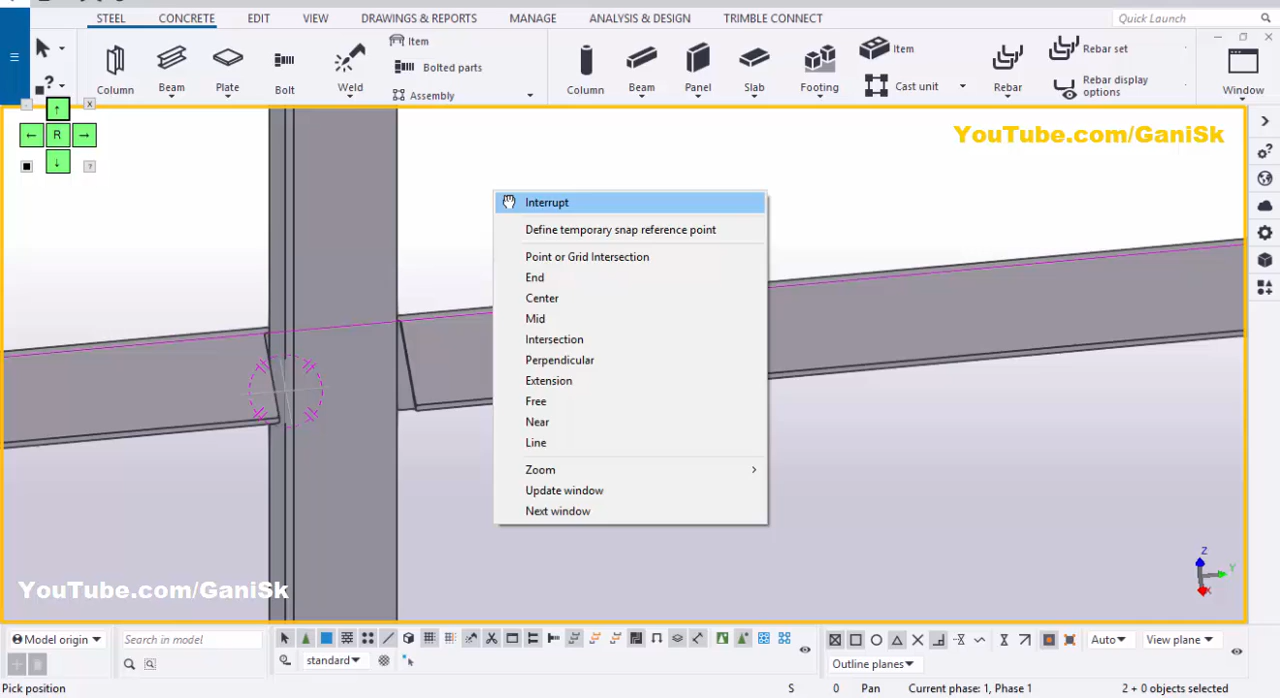 STEEL CONCRETE EDIT VIEW DRAWINGS & REPORTS MANAGE ANALYSIS & DESIGN TRIMBLE CONNECT Quick Launch
Item
Bolted parts
Assembly
Column Beam Plate Bolt Weld
Column Beam Panel Slab Footing
Item
Cast unit
Rebar
Rebar set
Rebar display
options
Window
R
YouTube.com/GaniSk
Interrupt
Define temporary snap reference point
Point or Grid Intersection
End
Center
Mid
Intersection
Perpendicular
Extension
Free
Near
Line
Zoom
Update window
Next window
Z
Y
X
YouTube.com/GaniSk
Model origin Search in model
standard
Auto View plane
Outline planes
Pick position S 0 Pan Current phase: 1, Phase 1 2 + 0 objects selected